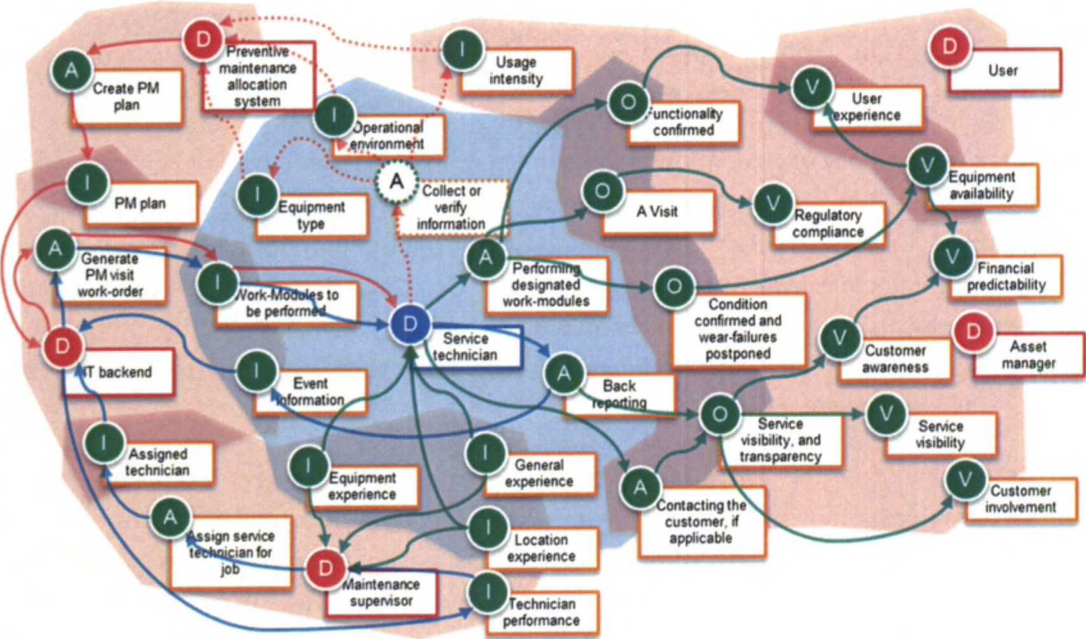 D
Preventive
maintenance
allocation
system
I
Usage
intensity
D
User
A
Create PM
plan
I
Operational
environment
O
Functionality
confirmed
V
User
experience
I
PM plan
I
Equipment
type
A
Collect or
verify
information
O
A Visit
V
Regulatory
compliance
V
Equipment
availability
A
Generate
PM visit
work-order
I
Work-Modules to
be performed
A
Performing
designated
work-modules
O
Condition
confirmed and
wear-failures
postponed
V
Financial
predictability
D
IT backend
D
Service
technician
V
Customer
awareness
D
Asset
manager
I
Event
information
A
Back
reporting
O
Service
visibility, and
transparency
V
Service
visibility
I
Assigned
technician
I
Equipment
experience
I
General
experience
A
Contacting the
customer, if
applicable
V
Customer
involvement
A
Assign service
technician for
job
I
Location
experience
D
Maintenance
supervisor
I
Technician
performance